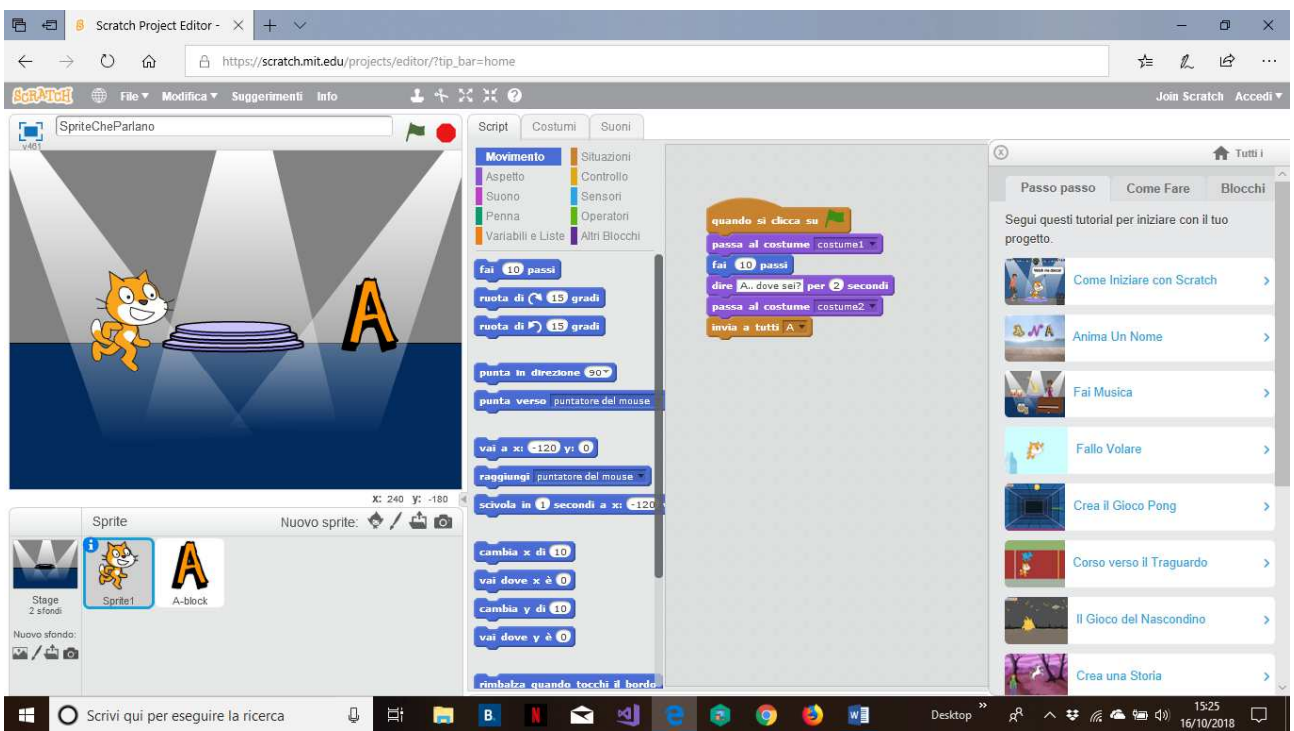 Scratch Project Editor -
https://scratch.mit.edu/projects/editor/?tip_bar=home
SCRATCH File Modifica Suggerimenti Info Join Scratch Accedi
v461 SpriteCheParlano
Script Costumi Suoni
Movimento Situazioni
Aspetto Controllo
Suono Sensori
Penna Operatori
Variabili e Liste Altri Blocchi
fai 10 passi
ruota di 15 gradi
ruota di 15 gradi
punta in direzione 90
punta verso puntatore del mouse
vai a x: -120 y: 0
raggiungi puntatore del mouse
scivola in 1 secondi a x: -120
cambia x di 10
vai dove x è 0
cambia y di 10
vai dove y è 0
rimbalza quando tocchi il bordo
quando si clicca su
passa al costume costume1
fai 10 passi
dire A.. dove sei? per 2 secondi
passa al costume costume2
invia a tutti A
A
X: 240 y: -180
Sprite Nuovo sprite:
Stage
2 sfondi
Sprite1
A-block
Nuovo sfondo:
Tutti i
Passo passo Come Fare Blocchi
Segui questi tutorial per iniziare con il tuo
progetto.
Come Iniziare con Scratch
Anima Un Nome
Fai Musica
Fallo Volare
Crea il Gioco Pong
Corso verso il Traguardo
Il Gioco del Nascondino
Crea una Storia
Scrivi qui per eseguire la ricerca
B.
N
Desktop
15:25
16/10/2018